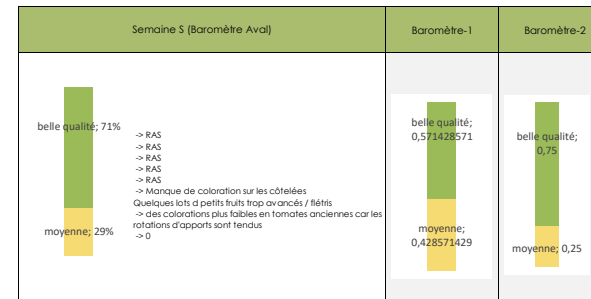 Semaine S (Baromètre Aval)
Baromètre-1
Baromètre-2
belle qualité; 71%
moyenne; 29%
-> RAS
-> RAS
-> RAS
-> RAS
-> RAS
-> Manque de coloration sur les côtelées
Quelques lots d petits fruits trop avancés / flétris
-> des colorations plus faibles en tomates anciennes car les
rotations d'apports sont tendus
-> 0
belle qualité;
0,571428571
moyenne;
0,428571429
belle qualité;
0,75
moyenne; 0,25